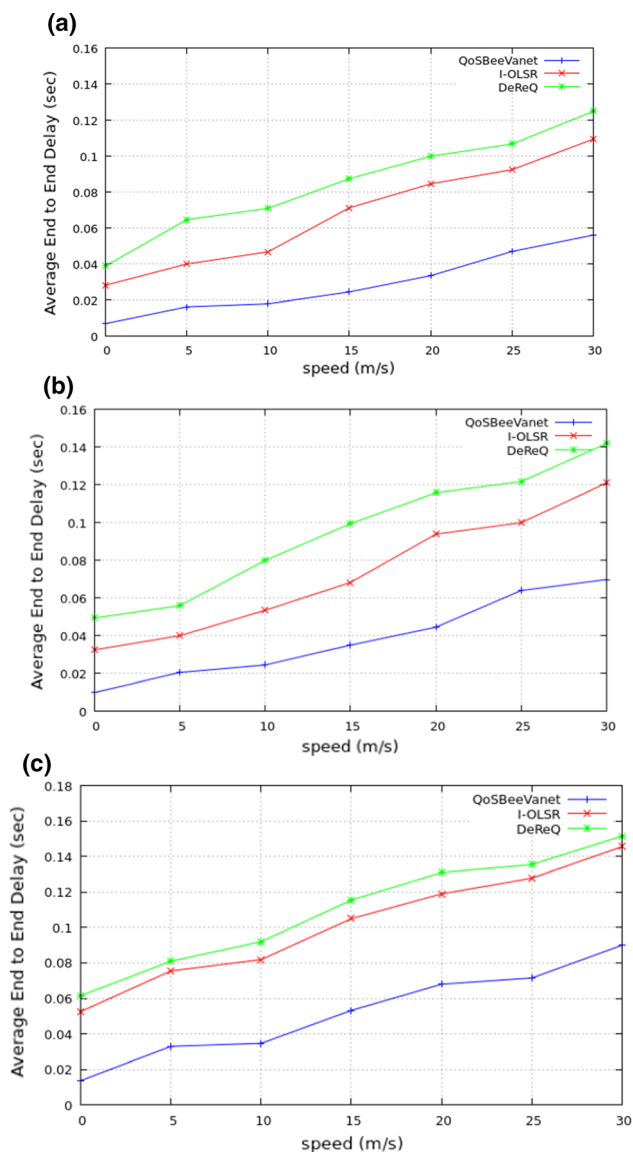 (a)
0.16
0.14
0.12
0.1
0.08
0.06
0.04
0.02
0
Average End to End Delay (sec)
QoSBeeVanet
I-OLSR
DeReQ
0 5 10 15 20 25 30
speed (m/s)
(b)
0.16
0.14
0.12
0.1
0.08
0.06
0.04
0.02
0
Average End to End Delay (sec)
QoSBeeVanet
I-OLSR
DeReQ
0 5 10 15 20 25 30
speed (m/s)
(c)
0.18
0.16
0.14
0.12
0.1
0.08
0.06
0.04
0.02
0
Average End to End Delay (sec)
QoSBeeVanet
I-OLSR
DeReQ
0 5 10 15 20 25 30
speed (m/s)